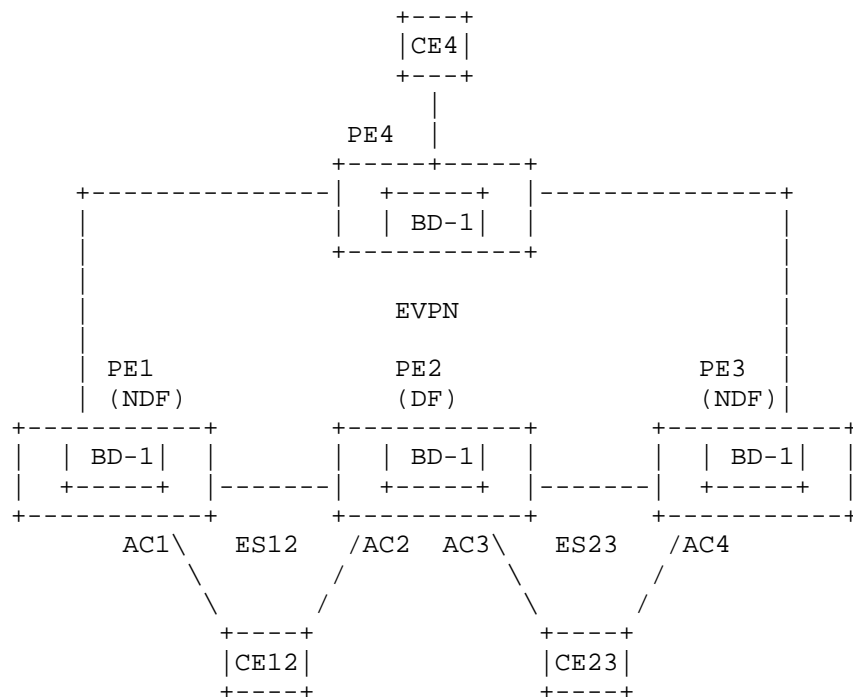 CE4
PE4
BD-1
EVPN
PE1 PE2 PE3
(NDF) (DF) (NDF)
BD-1 BD-1 BD-1
AC1 ES12 AC2 AC3 ES23 AC4
CE12 CE23